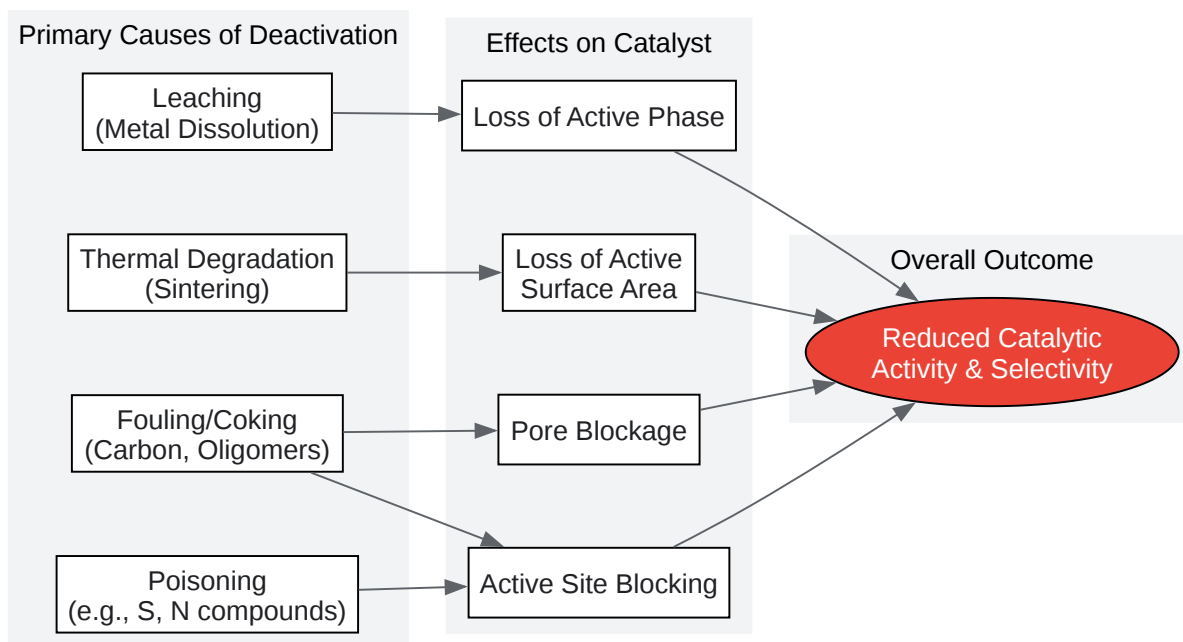 Primary Causes of Deactivation
Leaching
(Metal Dissolution)
Thermal Degradation
(Sintering)
Fouling/Coking
(Carbon, Oligomers)
Poisoning
(e.g., S, N compounds)
Effects on Catalyst
Loss of Active Phase
Loss of Active
Surface Area
Pore Blockage
Active Site Blocking
Overall Outcome
Reduced Catalytic
Activity & Selectivity